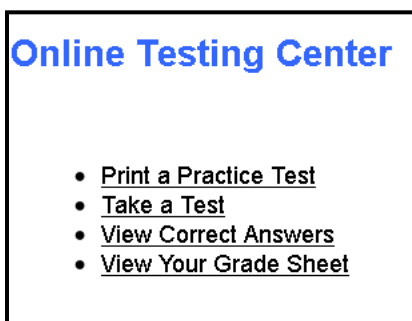 Online Testing Center
Print a Practice Test
Take a Test
View Correct Answers
View Your Grade Sheet